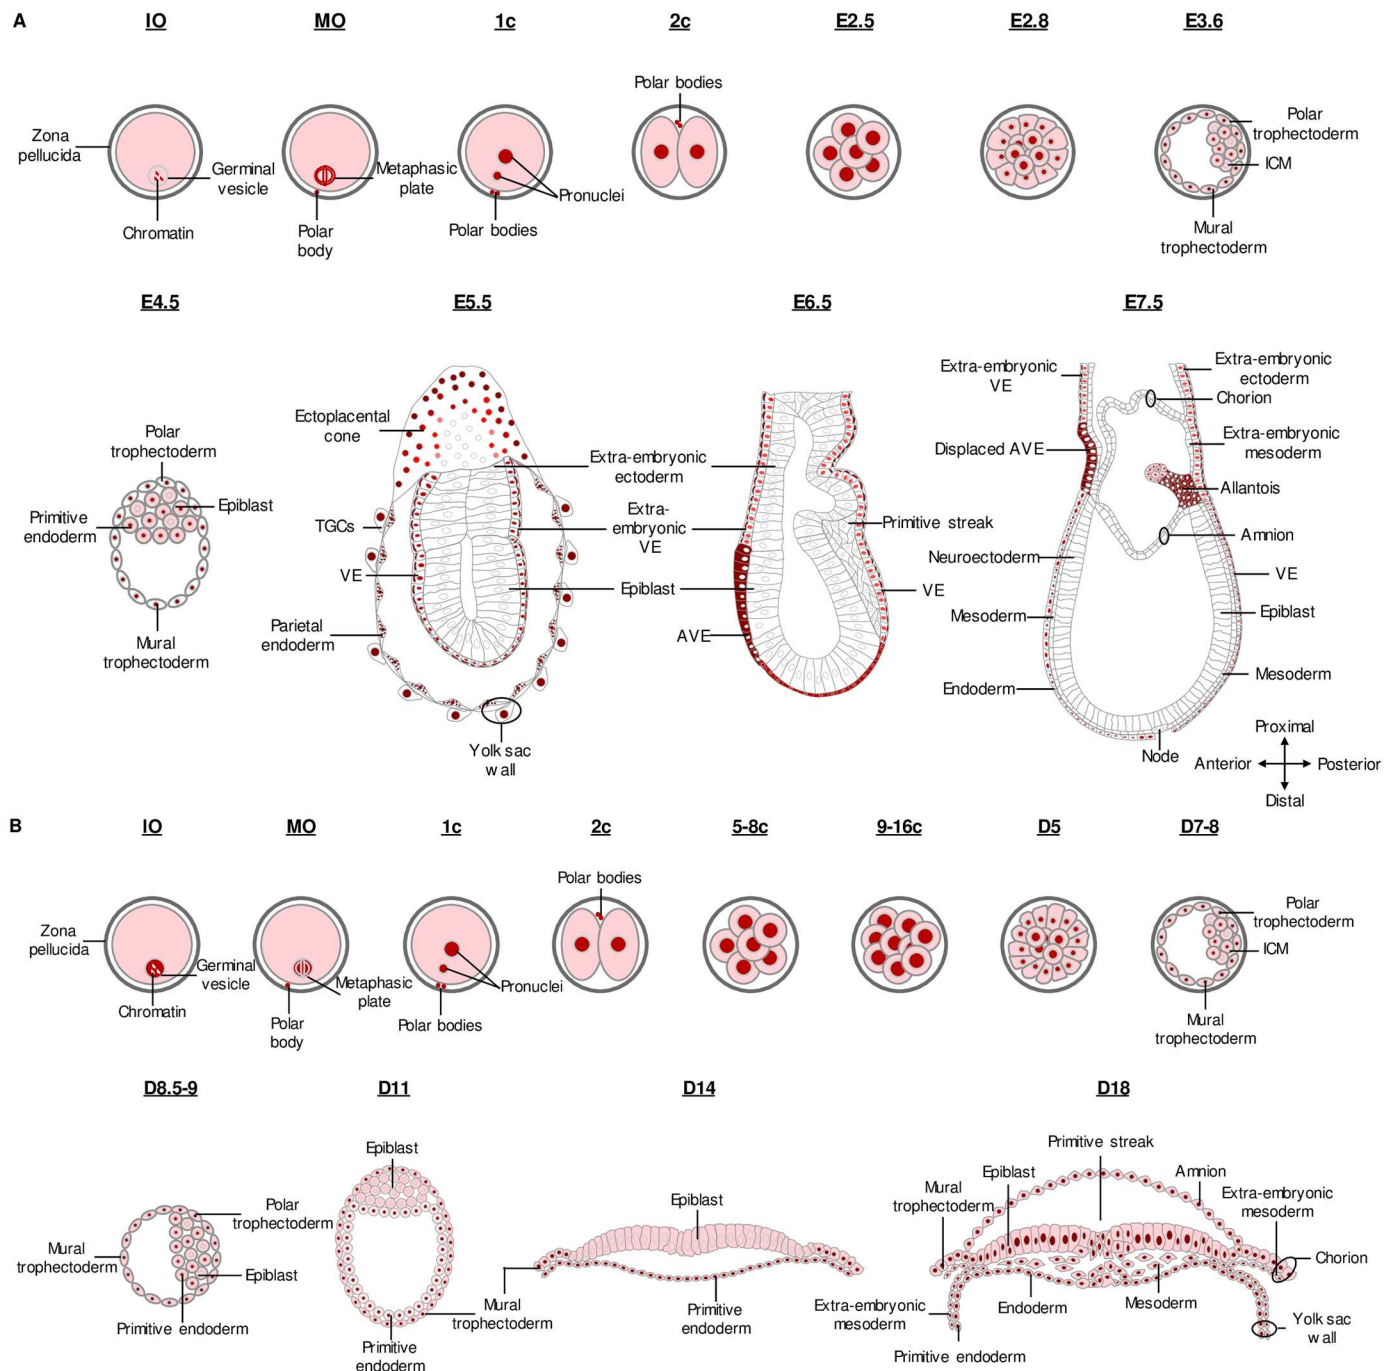 A
IO
MO
1c
2c
E2.5
E2.8
E3.6
Polar bodies
Zona
pellucida
Germinal
vesicle
Chromatin
Metaphasic
plate
Polar
body
Pronuclei
Polar bodies
Polar
trophectoderm
ICM
Mural
trophectoderm
E4.5
E5.5
E6.5
E7.5
Polar
trophectoderm
Primitive
endoderm
Epiblast
Mural
trophectoderm
Ectoplacental
cone
TGCs
VE
Parietal
endoderm
Yolk sac
wall
Extra-embryonic
ectoderm
Extra-
embryonic
VE
Epiblast
AVE
Primitive streak
VE
Extra-embryonic
VE
Displaced AVE
Neuroectoderm
Mesoderm
Endoderm
Node
Extra-embryonic
ectoderm
Chorion
Extra-embryonic
mesoderm
Allantois
Amnion
VE
Epiblast
Mesoderm
Proximal
Anterior
Posterior
Distal
B
IO
MO
1c
2c
5-8c
9-16c
D5
D7-8
Polar bodies
Zona
pellucida
Germinal
vesicle
Chromatin
Metaphasic
plate
Polar
body
Pronuclei
Polar bodies
Polar
trophectoderm
ICM
Mural
trophectoderm
D8.5-9
D11
D14
D18
Polar
trophectoderm
Mural
trophectoderm
Epiblast
Primitive endoderm
Epiblast
Mural
trophectoderm
Primitive
endoderm
Epiblast
Primitive
endoderm
Primitive streak
Epiblast
Amnion
Mural
trophectoderm
Extra-embryonic
mesoderm
Chorion
Extra-embryonic
mesoderm
Endoderm
Mesoderm
Yolk sac
wall
Primitive endoderm